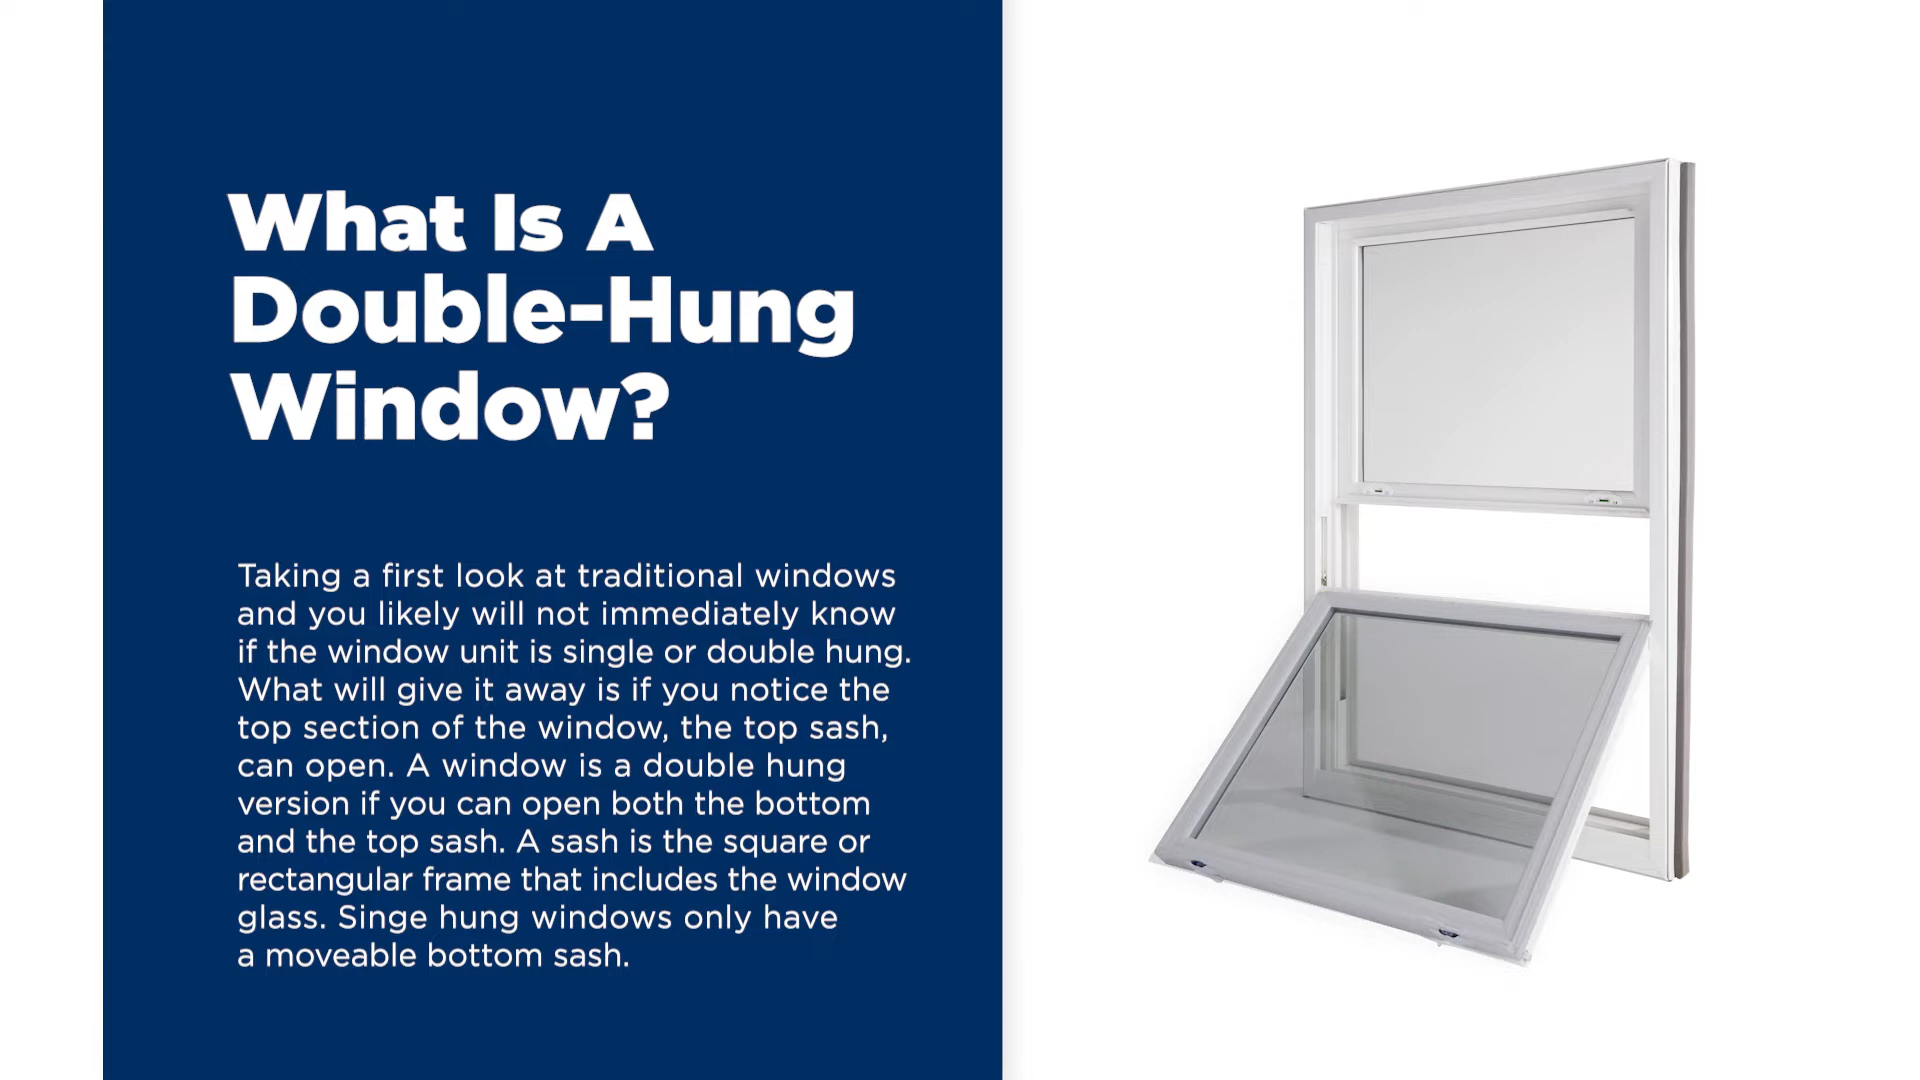 What Is A
Double-Hung
Window?
Taking a first look at traditional windows
and you likely will not immediately know
if the window unit is single or double hung.
What will give it away is if you notice the
top section of the window, the top sash,
can open. A window is a double hung
version if you can open both the bottom
and the top sash. A sash is the square or
rectangular frame that includes the window
glass. Singe hung windows only have
a moveable bottom sash.